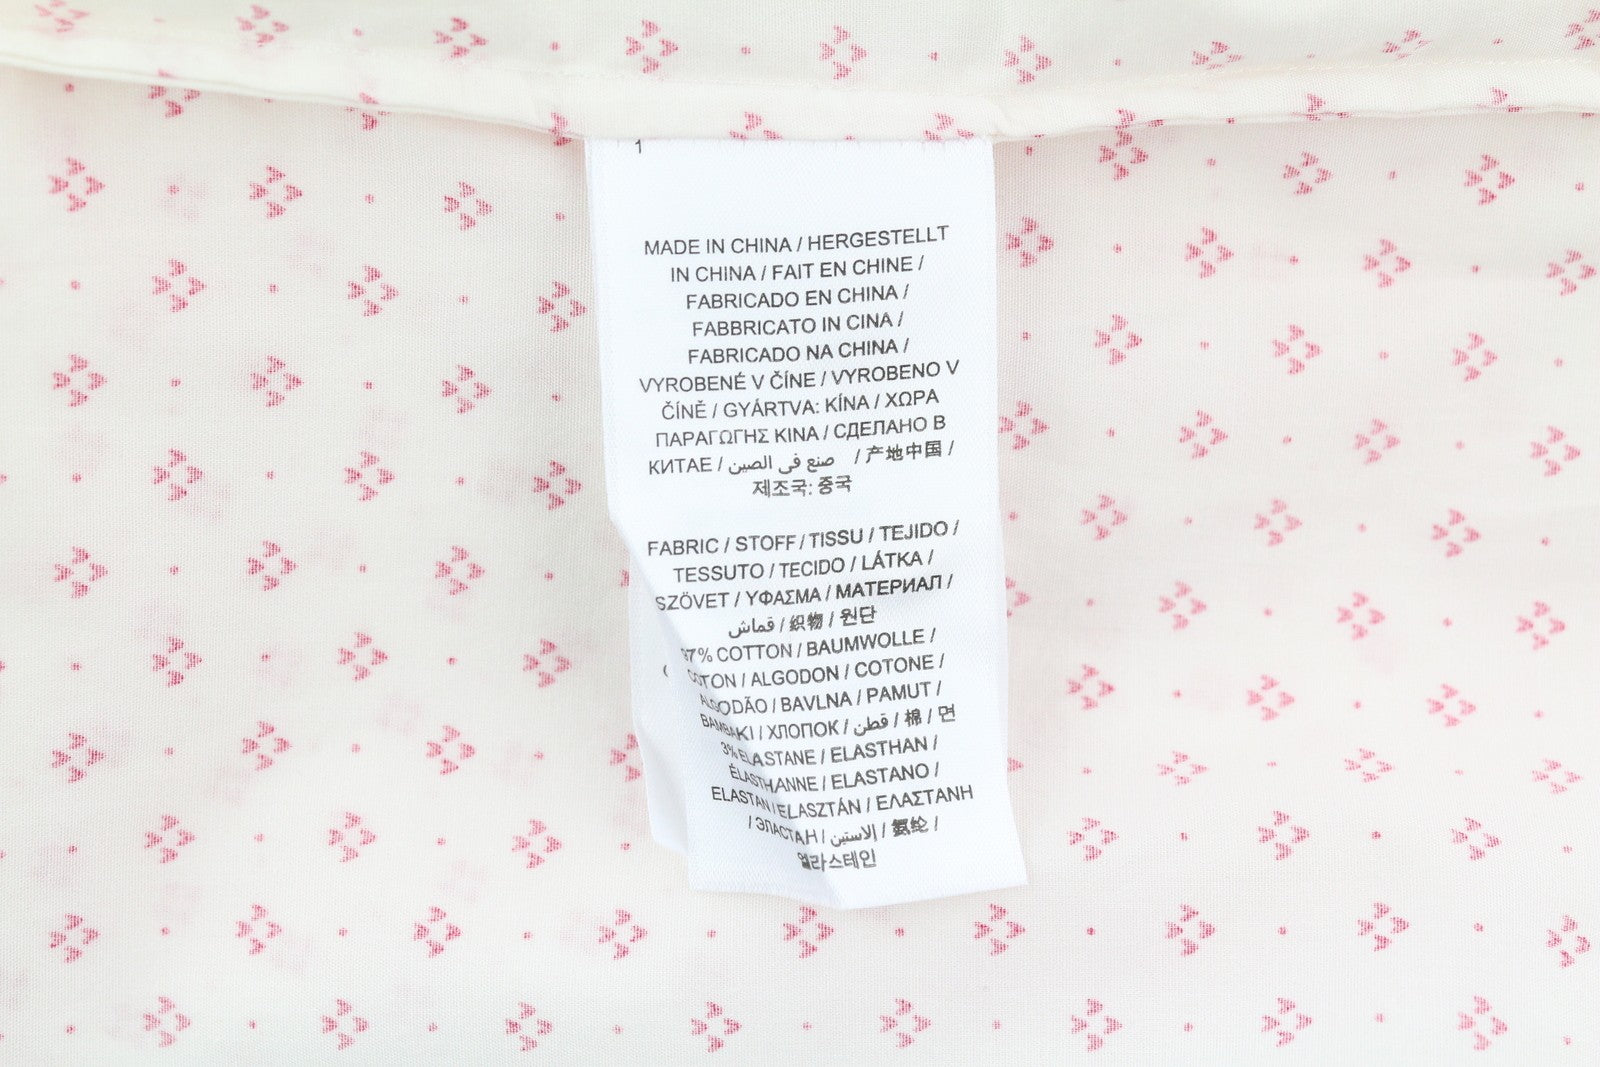 1
MADE IN CHINA / HERGESTELLT
IN CHINA / FAIT EN CHINE /
FABRICADO EN CHINA /
FABBRICATO IN CINA /
FABRICADO NA CHINA /
VYROBENÉ V ČÍNE / VYROBENO V
ČÍNĚ / GYÁRTVA: KÍNA / ΧΩΡΑ
ΠΑΡΑΓΩΓΗΣ ΚΙΝΑ / СДЕЛАНО В
КИТАЕ / صنع في الصين / 产地中国 /
제조국: 중국
FABRIC / STOFF / TISSU / TEJIDO /
TESSUTO / TECIDO / LÁTKA /
SZÖVET / ΥΦΑΣΜΑ / МАТЕРИАЛ /
قماش / 织物 / 원단
97% COTTON / BAUMWOLLE /
COTON / ALGODON / COTONE /
ALGODÃO / BAVLNA / PAMUT /
BAMBAKI / ХЛОПОК / قطن / 棉 / 면
3% ELASTANE / ELASTHAN /
ÉLASTHANNE / ELASTANO /
ELASTAN / ELASZTÁN / ΕΛΑΣΤΑΝΗ
/ ЭЛАСТАН / الاستين / 氨纶 /
엘라스테인